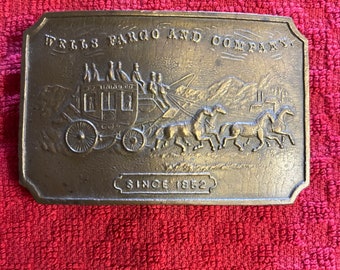 WELLS FARGO AND COMPANY.
SINCE 1852